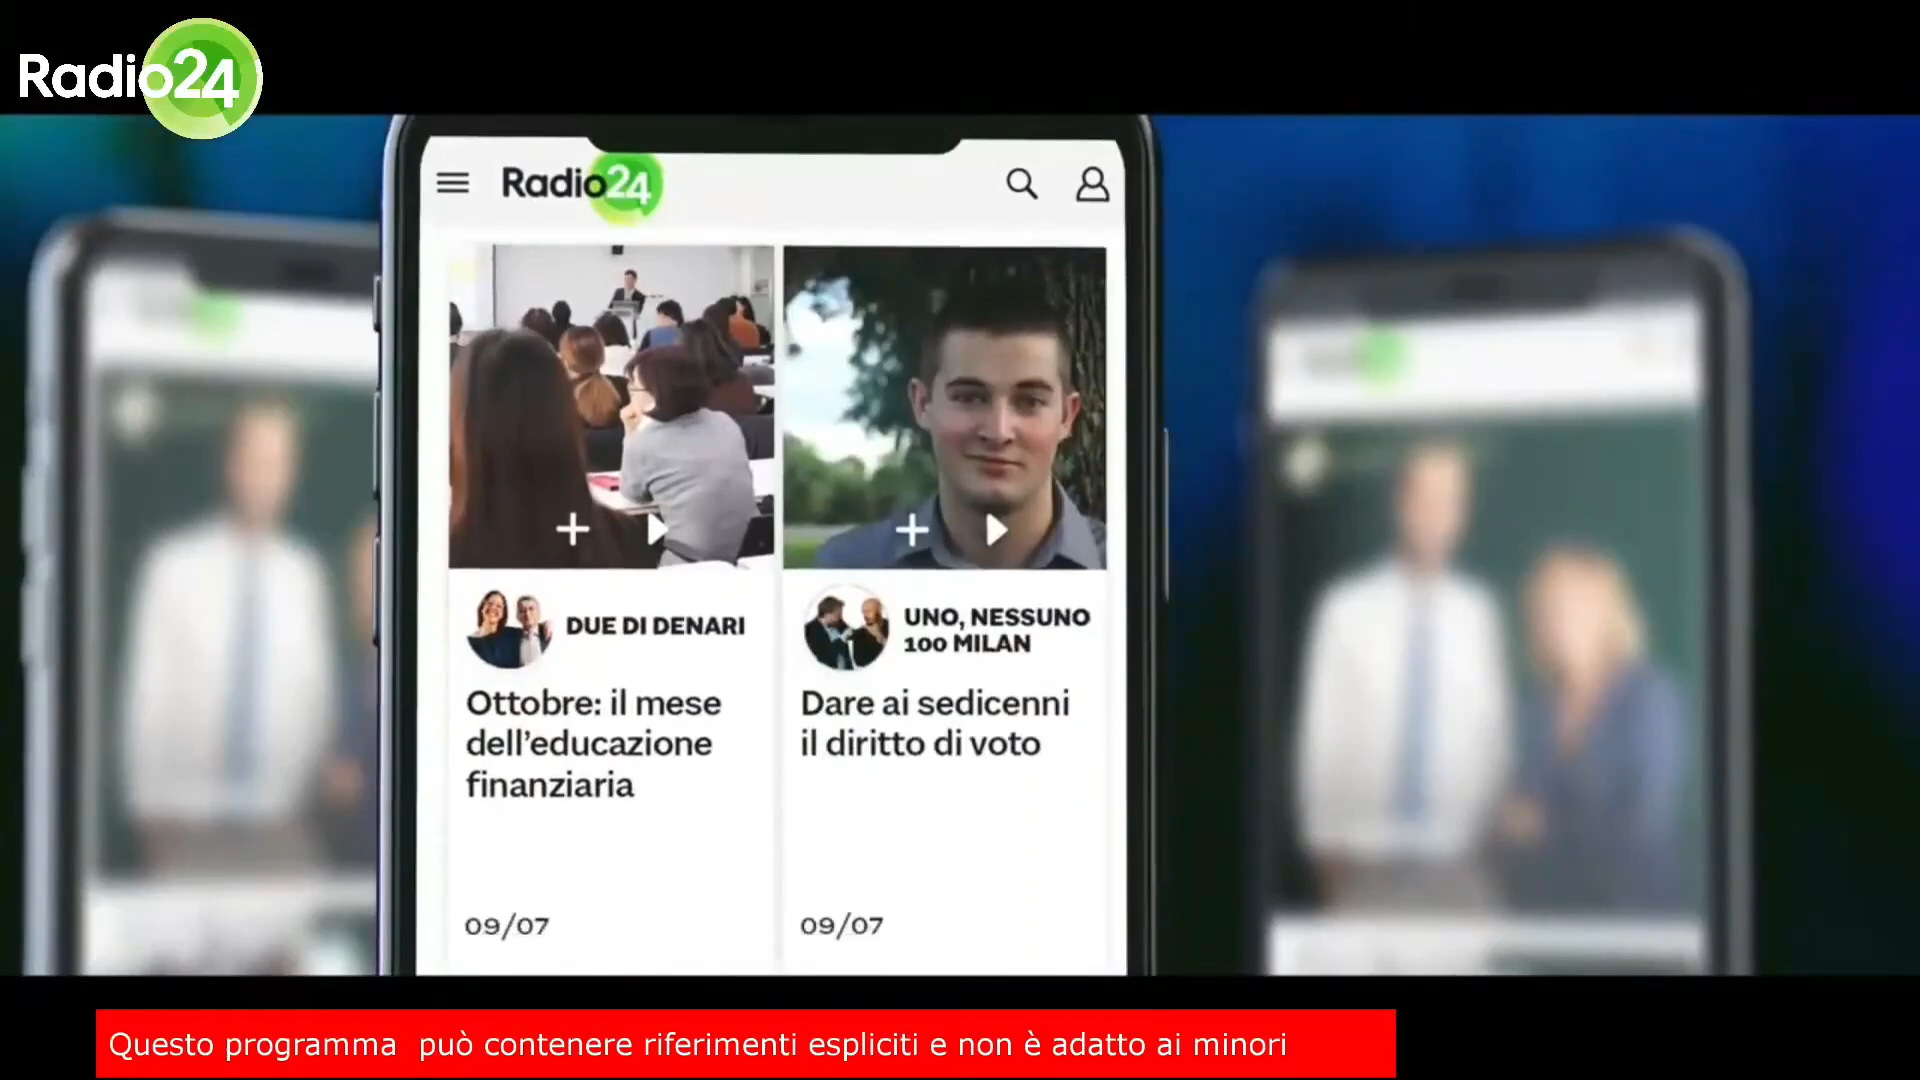 Radio24
Radio24
DUE DI DENARI
Ottobre: il mese
dell'educazione
finanziaria
09/07
UNO, NESSUNO
100 MILAN
Dare ai sedicenni
il diritto di voto
09/07
Questo programma  può contenere riferimenti espliciti e non è adatto ai minori